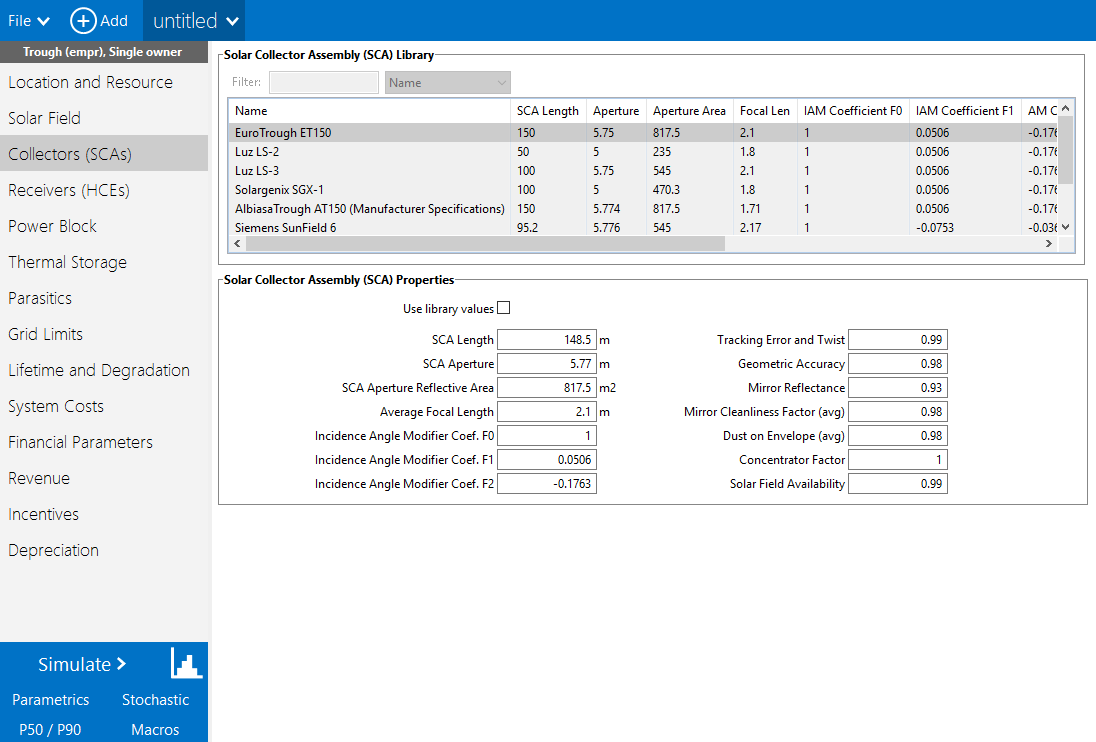 File Add untitled
Trough (empr), Single owner
Location and Resource
Solar Field
Collectors (SCAs)
Receivers (HCEs)
Power Block
Thermal Storage
Parasitics
Grid Limits
Lifetime and Degradation
System Costs
Financial Parameters
Revenue
Incentives
Depreciation
Simulate
Parametrics Stochastic
P50 / P90 Macros
Solar Collector Assembly (SCA) Library
Filter: Name
Name SCA Length Aperture Aperture Area Focal Len IAM Coefficient F0 IAM Coefficient F1 AM C
EuroTrough ET150 150 5.75 817.5 2.1 1 0.0506 -0.176
Luz LS-2 50 5 235 1.8 1 0.0506 -0.176
Luz LS-3 100 5.75 545 2.1 1 0.0506 -0.176
Solargenix SGX-1 100 5 470.3 1.8 1 0.0506 -0.176
AlbiasaTrough AT150 (Manufacturer Specifications) 150 5.774 817.5 1.71 1 0.0506 -0.176
Siemens SunField 6 95.2 5.776 545 2.17 1 -0.0753 -0.036
Solar Collector Assembly (SCA) Properties
Use library values
SCA Length 148.5 m Tracking Error and Twist 0.99
SCA Aperture 5.77 m Geometric Accuracy 0.98
SCA Aperture Reflective Area 817.5 m2 Mirror Reflectance 0.93
Average Focal Length 2.1 m Mirror Cleanliness Factor (avg) 0.98
Incidence Angle Modifier Coef. F0 1 Dust on Envelope (avg) 0.98
Incidence Angle Modifier Coef. F1 0.0506 Concentrator Factor 1
Incidence Angle Modifier Coef. F2 -0.1763 Solar Field Availability 0.99